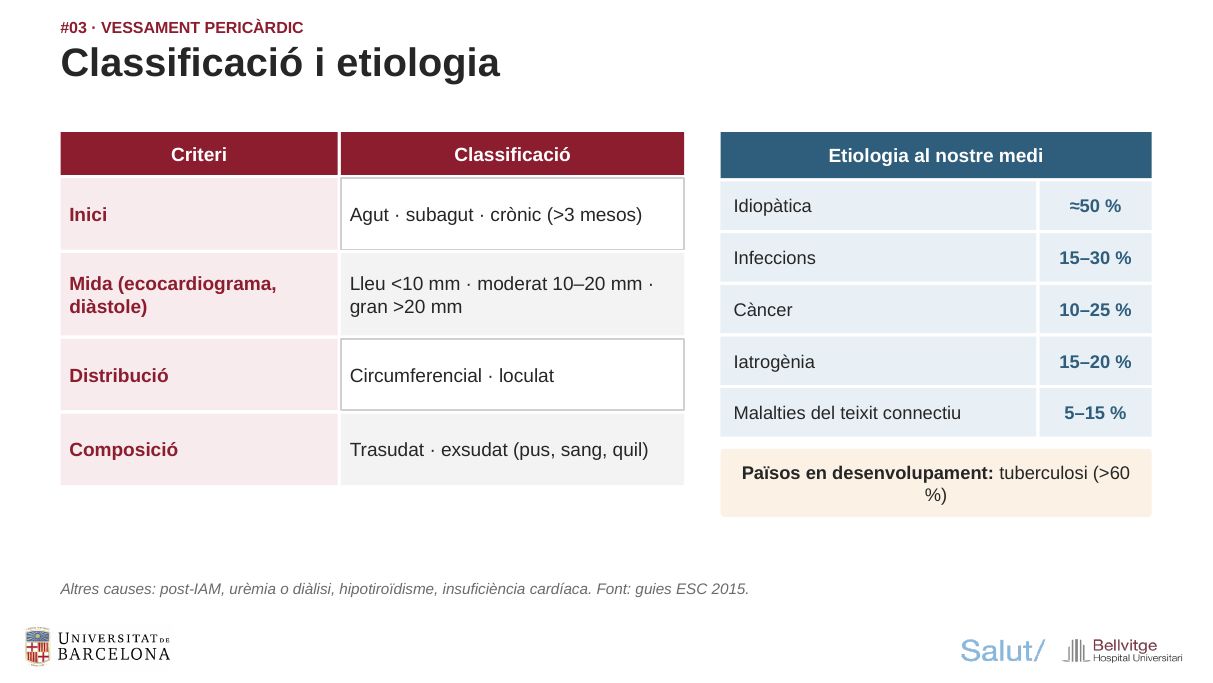 #03 · VESSAMENT PERICÀRDIC
Classificació i etiologia
Criteri
Classificació
Inici
Agut · subagut · crònic (>3 mesos)
Mida (ecocardiograma,
diàstole)
Lleu <10 mm · moderat 10–20 mm ·
gran >20 mm
Distribució
Circumferencial · loculat
Composició
Trasudat · exsudat (pus, sang, quil)
Etiologia al nostre medi
Idiopàtica
≈50 %
Infeccions
15–30 %
Càncer
10–25 %
Iatrogènia
15–20 %
Malalties del teixit connectiu
5–15 %
Països en desenvolupament: tuberculosi (>60
%)
Altres causes: post-IAM, urèmia o diàlisi, hipotiroïdisme, insuficiència cardíaca. Font: guies ESC 2015.
UNIVERSITAT DE
BARCELONA
Salut/
Bellvitge
Hospital Universitari